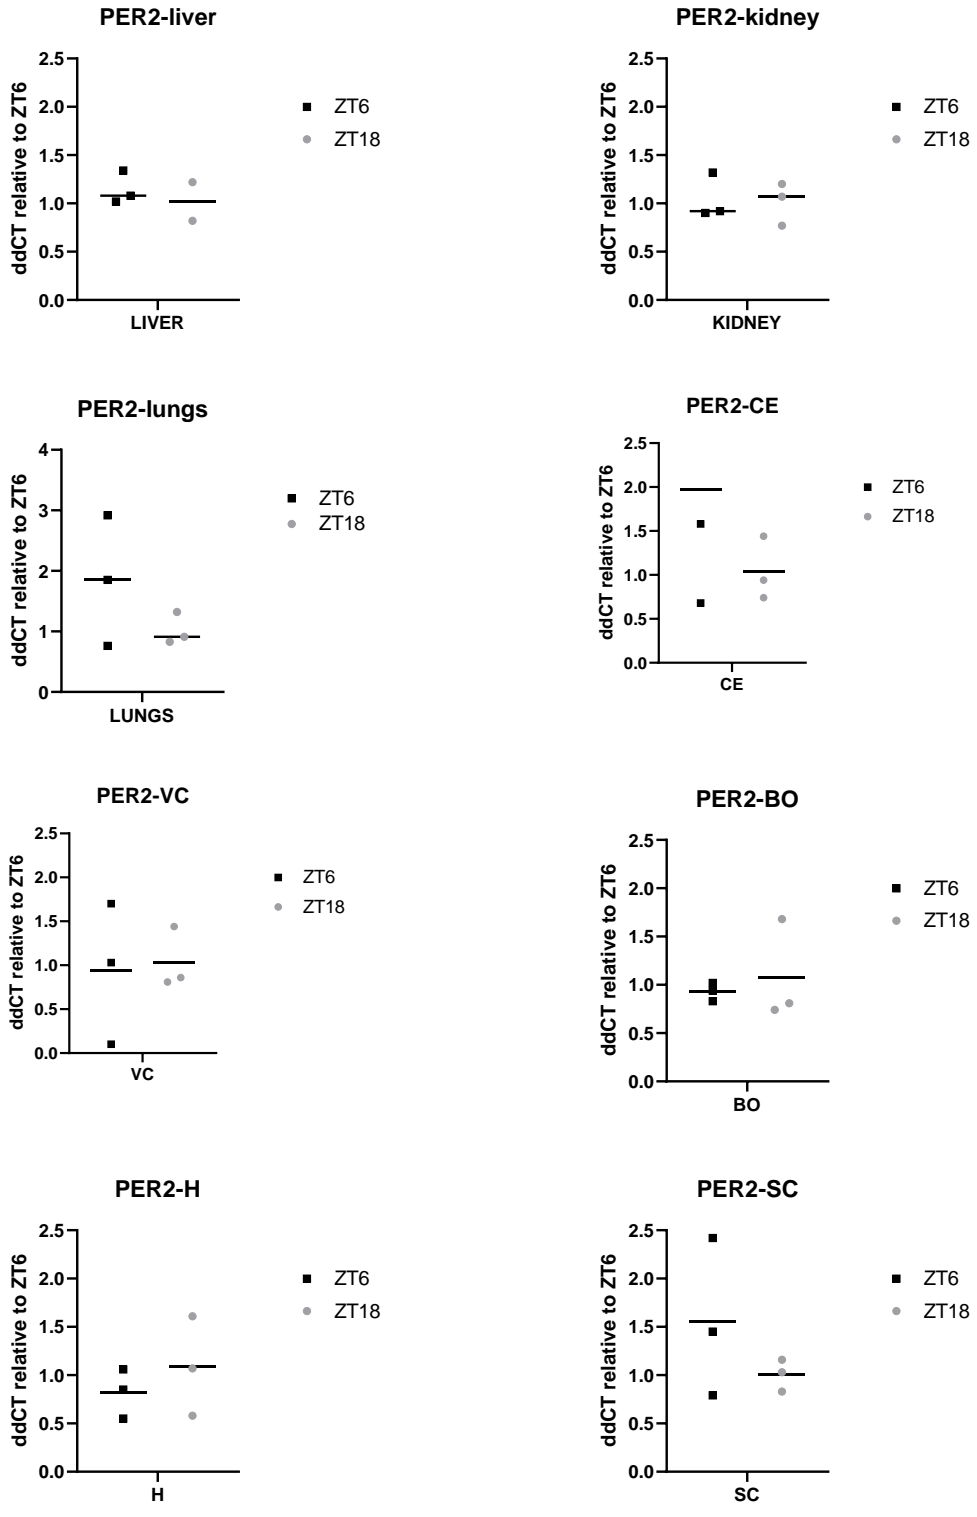 PER2-liver
ddCT relative to ZT6
2.5
2.0
1.5
1.0
0.5
0.0
LIVER
ZT6
ZT18
PER2-kidney
ddCT relative to ZT6
2.5
2.0
1.5
1.0
0.5
0.0
KIDNEY
ZT6
ZT18
PER2-lungs
ddCT relative to ZT6
4
3
2
1
0
LUNGS
ZT6
ZT18
PER2-CE
ddCT relative to ZT6
2.5
2.0
1.5
1.0
0.5
0.0
CE
ZT6
ZT18
PER2-VC
ddCT relative to ZT6
2.5
2.0
1.5
1.0
0.5
0.0
VC
ZT6
ZT18
PER2-BO
ddCT relative to ZT6
2.5
2.0
1.5
1.0
0.5
0.0
BO
ZT6
ZT18
PER2-H
ddCT relative to ZT6
2.5
2.0
1.5
1.0
0.5
0.0
H
ZT6
ZT18
PER2-SC
ddCT relative to ZT6
2.5
2.0
1.5
1.0
0.5
0.0
SC
ZT6
ZT18